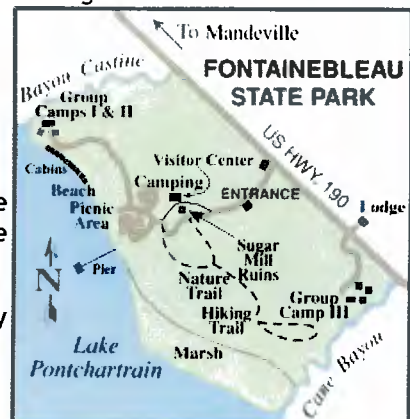 To Mandeville
FONTAINEBLEAU
STATE PARK
Bayou Castine
Group
Camps I & II
US HWY. 190
Visitor Center
Camping
Cabins
ENTRANCE
Lodge
Beach
Picnic
Area
Sugar
Mill
Ruins
N
Pier
Nature
Trail
Group
Camp III
Hiking
Trail
Lake
Pontchartrain
Marsh
Cane Bayou